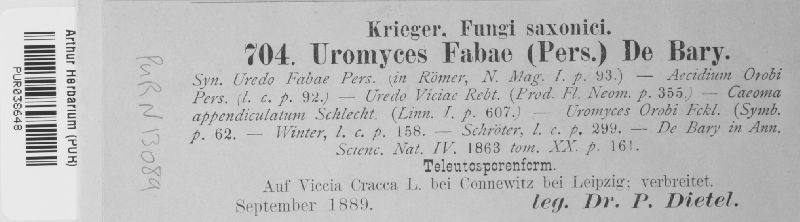 Arthur Herbarium (PUR)
PUR038648
PUR N13089
Krieger, Fungi saxonici.
704. Uromyces Fabae (Pers.) De Bary.
Syn. Uredo Fabae Pers. (in Römer, N. Mag. I. p. 93.) — Aecidium Orobi
Pers. (l. c. p. 92.) — Uredo Viciae Rebt. (Prod. Fl. Neom. p. 355.) — Caeoma
appendiculatum Schlecht. (Linn. I. p. 607.) — Uromyces Orobi Fckl. (Symb.
p. 62. — Winter, l. c. p. 158. — Schröter, l. c. p. 299. — De Bary in Ann.
Scienc. Nat. IV. 1863 tom. XX. p. 161.
Teleutosporenform.
Auf Viccia Cracca L. bei Connewitz bei Leipzig; verbreitet.
September 1889. leg. Dr. P. Dietel.